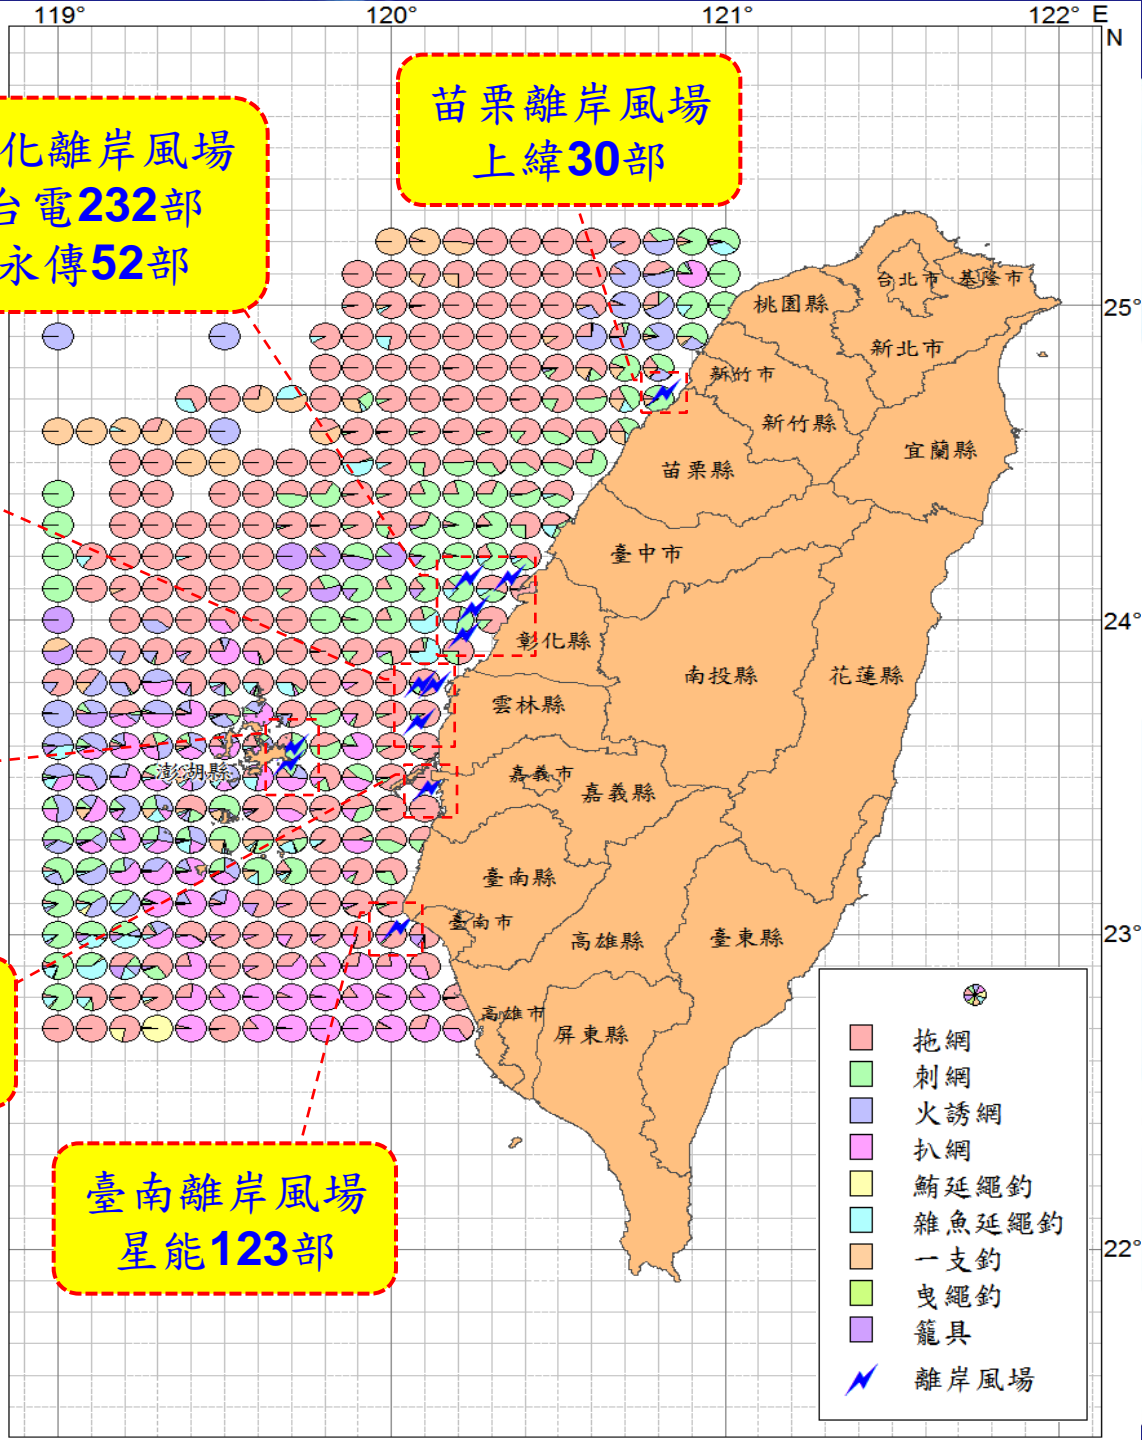 119°
120°
121°
122° E
N
苗栗離岸風場
上緯30部
化離岸風場
台電232部
永傳52部
25°
24°
23°
22°
台北市
基隆市
桃園縣
新北市
新竹市
新竹縣
宜蘭縣
苗栗縣
臺中市
彰化縣
南投縣
花蓮縣
雲林縣
澎湖縣
嘉義市
嘉義縣
臺南縣
臺南市
高雄縣
臺東縣
高雄市
屏東縣
臺南離岸風場
星能123部
拖網
刺網
火誘網
扒網
鮪延繩釣
雜魚延繩釣
一支釣
曳繩釣
籠具
離岸風場